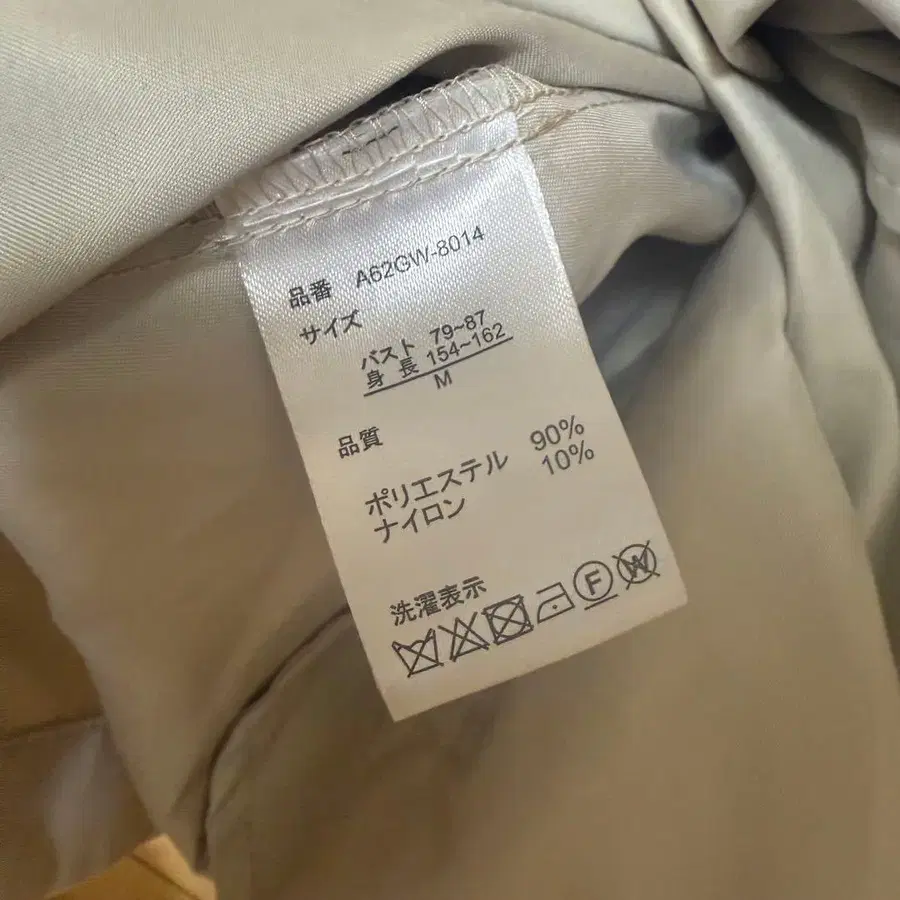 品番 A62GW-8014
サイズ
バスト 79~87
身 長 154~162
M
品質
ポリエステル 90%
ナイロン 10%
洗濯表示
F W